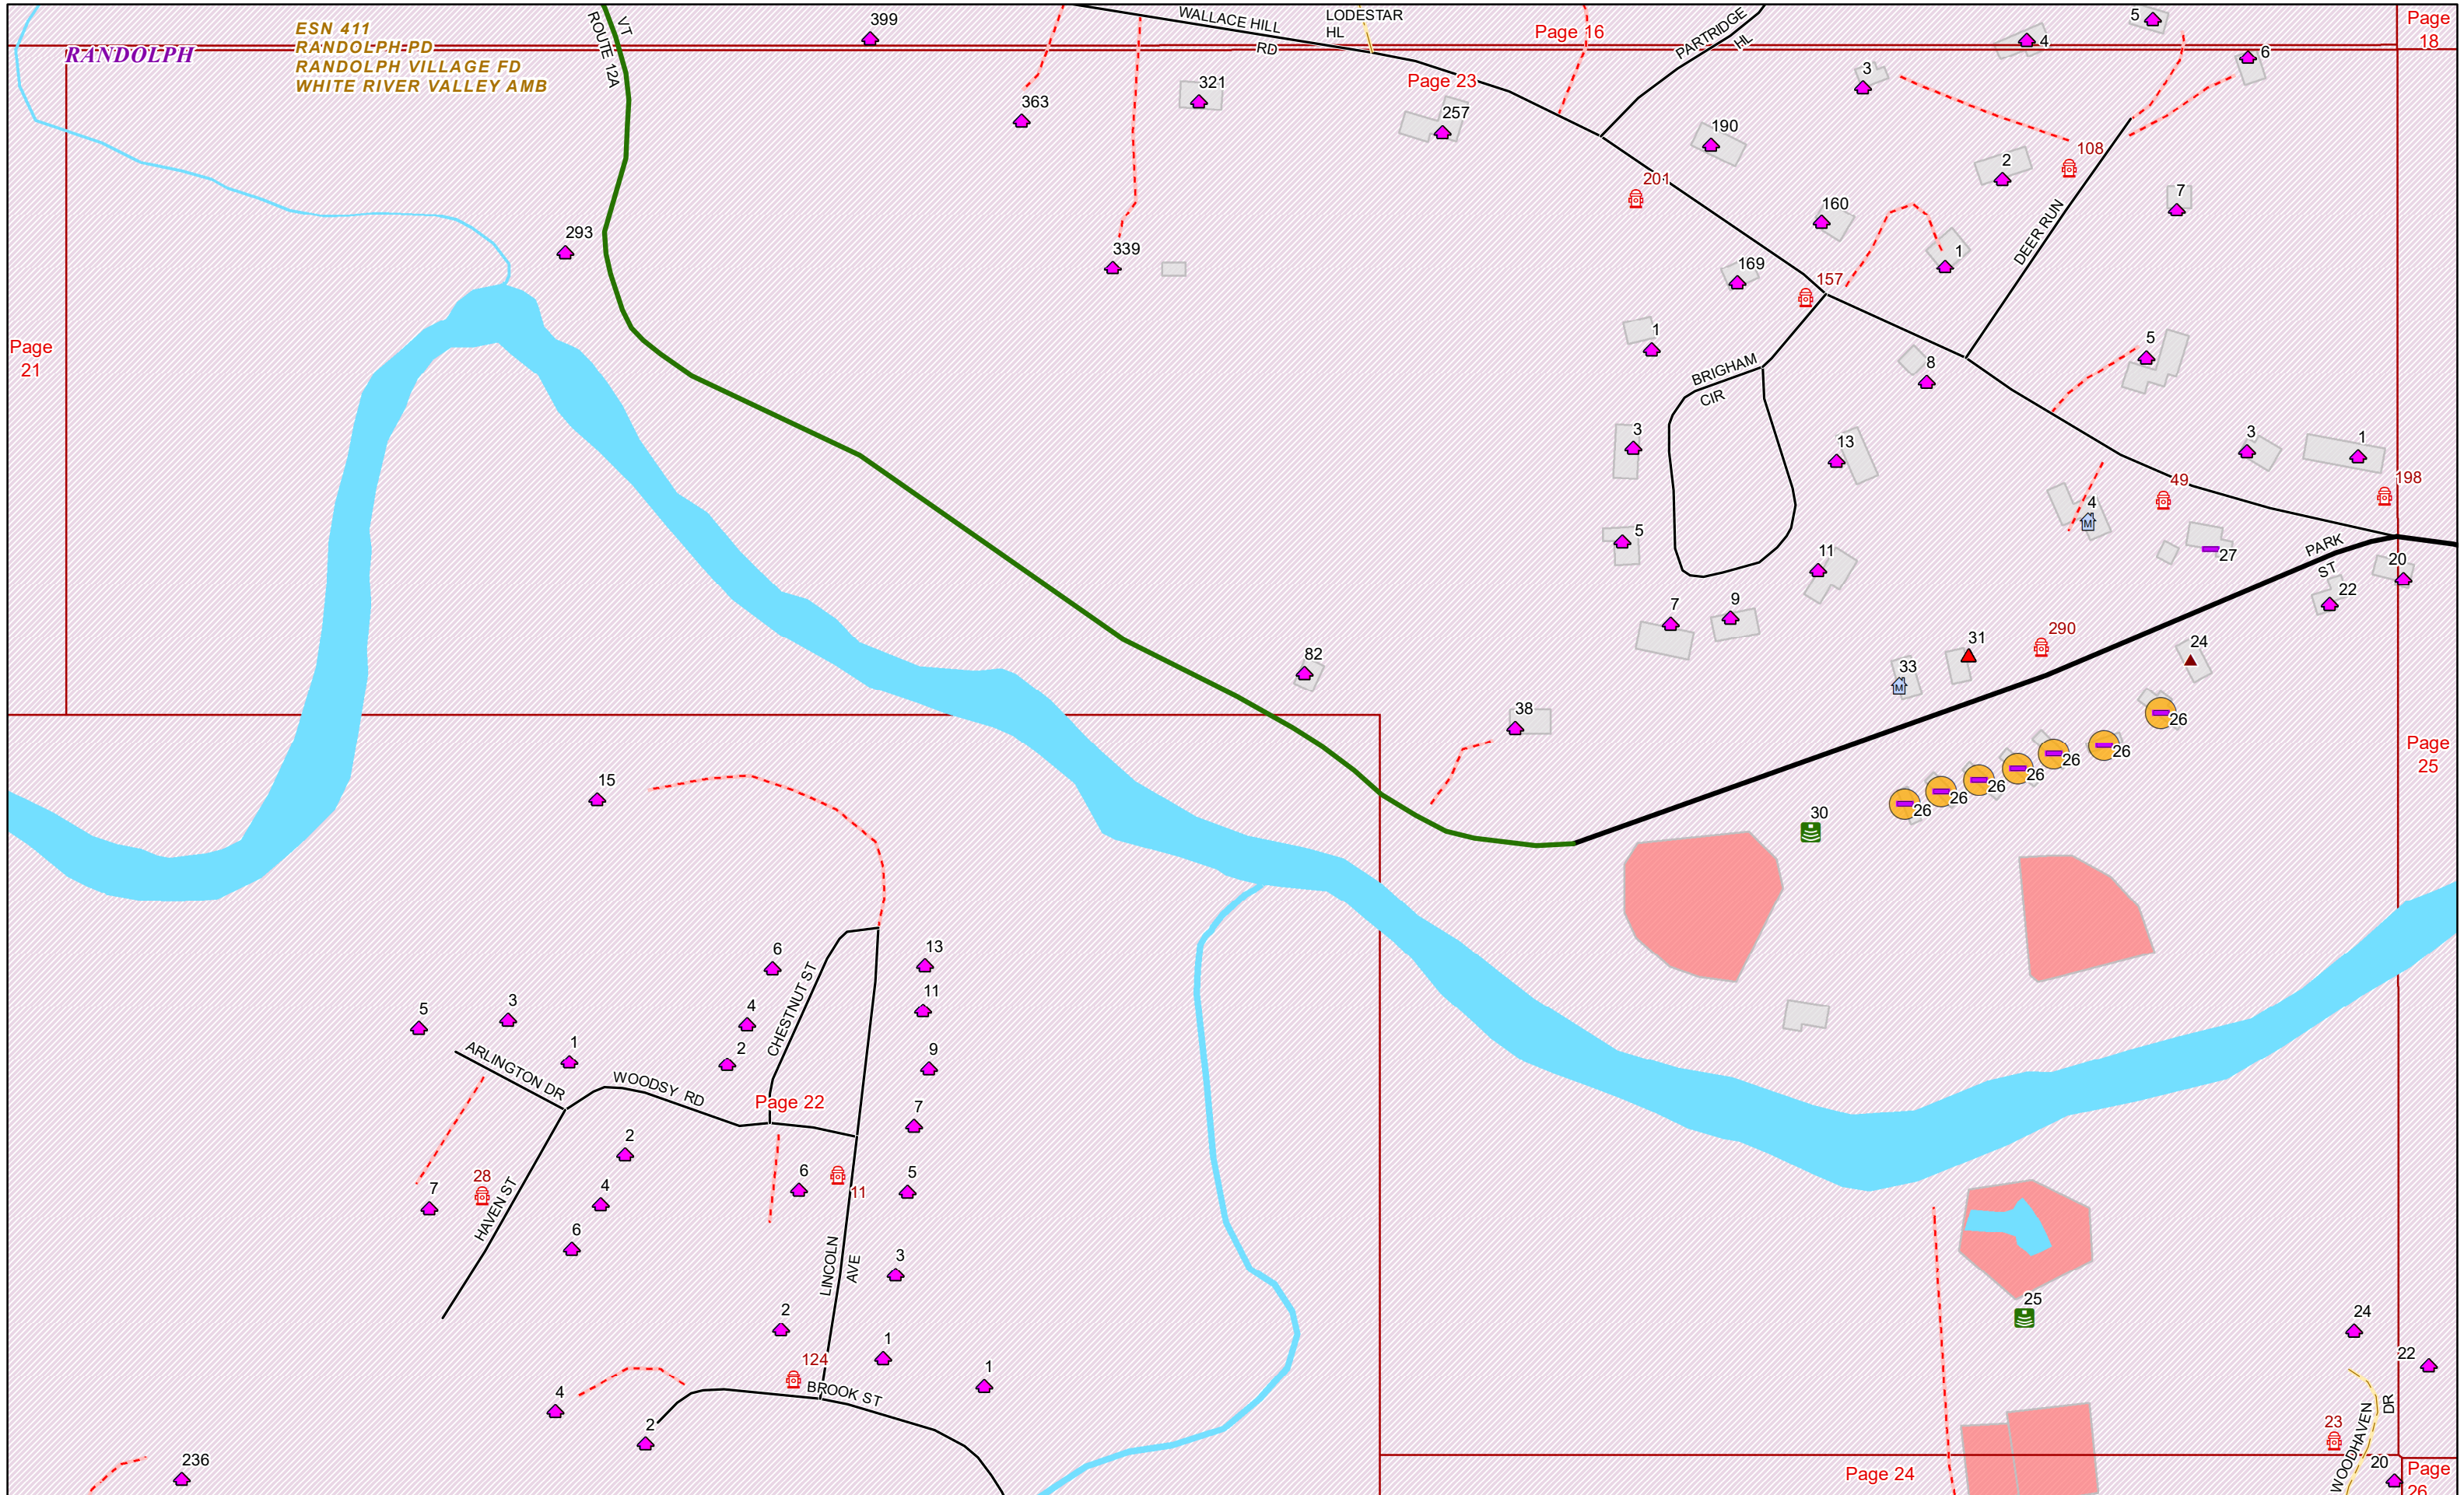 399
VT
ROUTE 12A
WALLACE HILL
RD
LODESTAR
HL
Page 16
PARTRIDGE
HL
5
Page
18
ESN 411
RANDOLPH PD
RANDOLPH VILLAGE FD
WHITE RIVER VALLEY AMB
RANDOLPH
4
6
3
Page 23
321
363
257
190
108
2
201
7
160
DEER RUN
293
339
1
169
157
1
Page
21
5
8
BRIGHAM
CIR
3
13
3
1
49
198
4
5
11
27
PARK
ST
20
22
7
9
290
31
24
82
33
38
26
26
26
26
26
26
26
Page
25
15
30
6
13
CHESTNUT ST
5
3
4
11
1
2
9
ARLINGTON DR
WOODSY RD
Page 22
7
2
28
7
4
6
11
5
HAVEN ST
6
LINCOLN
AVE
3
25
2
24
1
22
124
1
BROOK ST
4
2
WOODHAVEN
DR
23
236
Page 24
20
Page
26